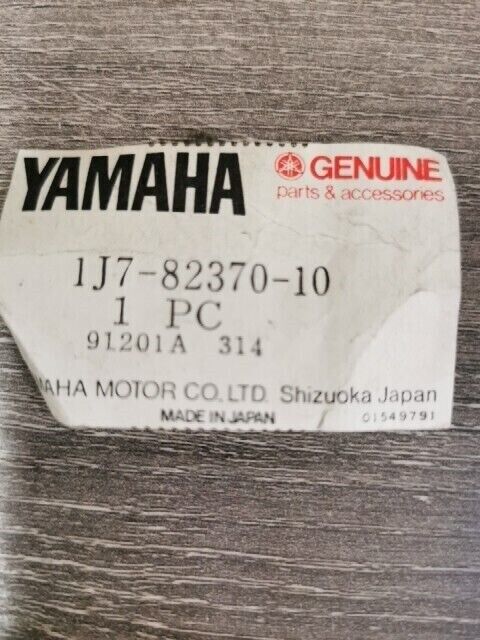 YAMAHA GENUINE
parts & accessories
1J7-82370-10
1 PC
91201A 314
AHA MOTOR CO.,LTD. Shizuoka Japan
MADE IN JAPAN 01549791